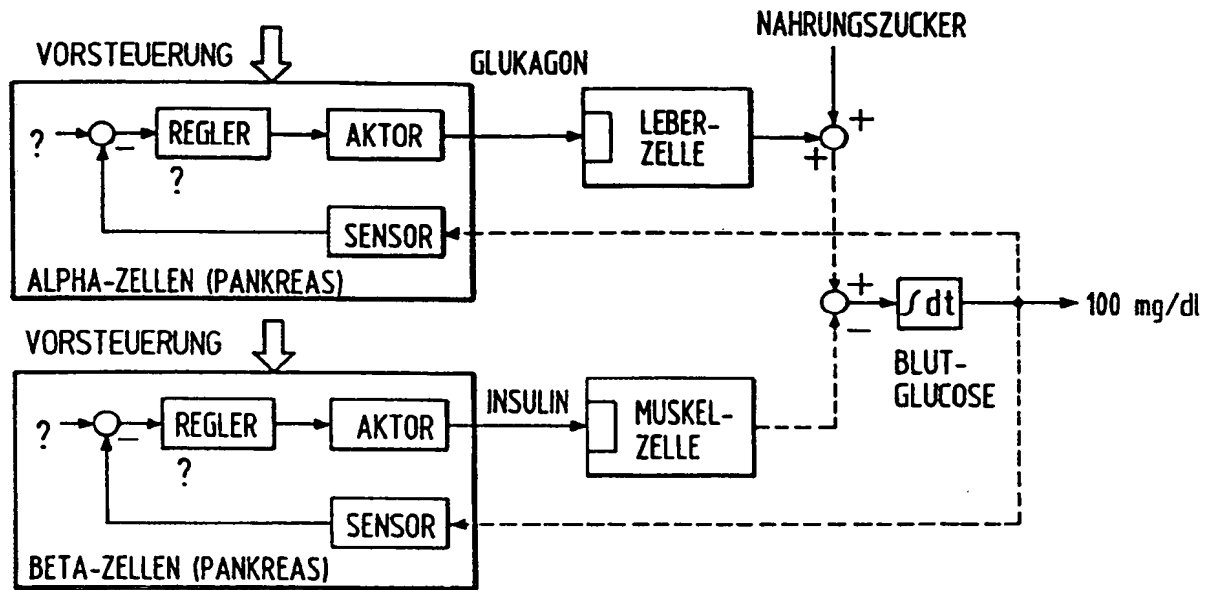 NAHRUNGSZUCKER
VORSTEUERUNG
GLUKAGON
? − REGLER AKTOR LEBER-
ZELLE + +
?
SENSOR
ALPHA-ZELLEN (PANKREAS)
+ ∫dt 100 mg/dl
−
VORSTEUERUNG
BLUT-
GLUCOSE
INSULIN
? − REGLER AKTOR MUSKEL-
ZELLE
?
SENSOR
BETA-ZELLEN (PANKREAS)